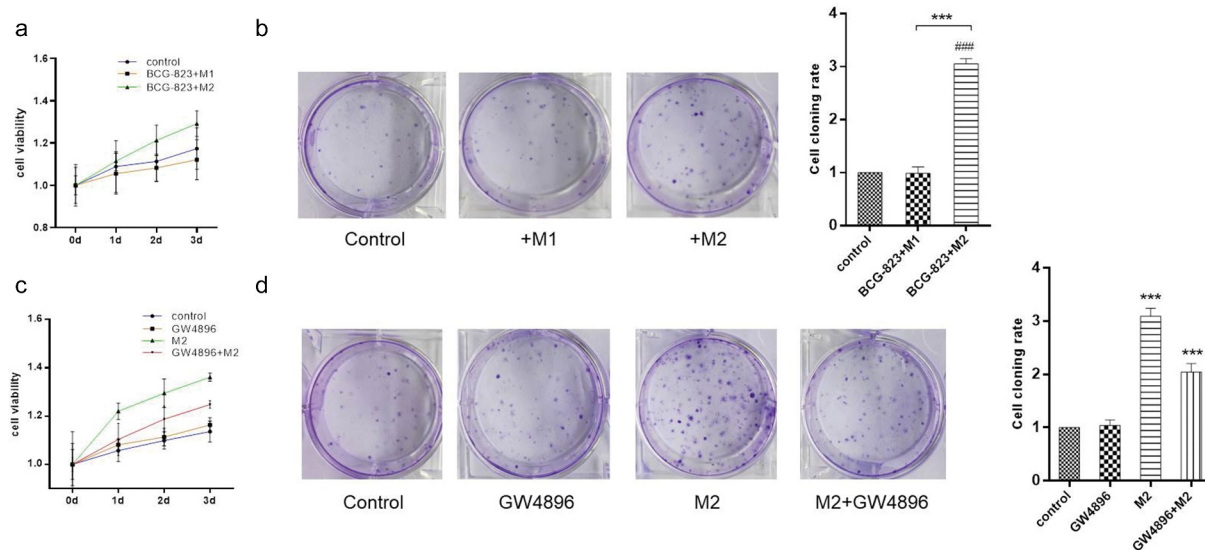 a
1.6
1.4
1.2
1.0
0.8
cell viability
0d 1d 2d 3d
control
BCG-823+M1
BCG-823+M2
b
Control
+M1
+M2
4
3
2
1
0
Cell cloning rate
***
###
control
BCG-823+M1
BCG-823+M2
c
1.6
1.4
1.2
1.0
cell viability
0d 1d 2d 3d
control
GW4896
M2
GW4896+M2
d
Control
GW4896
M2
M2+GW4896
4
3
2
1
0
Cell cloning rate
***
***
control
GW4896
M2
GW4896+M2